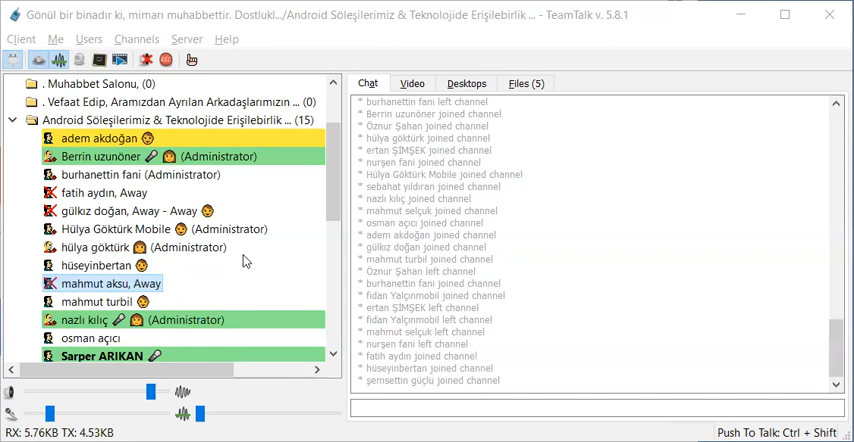 Gönül bir binadır ki, mimarı muhabbettir. Dostlukl.../Android Söleşilerimiz & Teknolojide Erişilebilirlik ... - TeamTalk v. 5.8.1
Client Me Users Channels Server Help
. Muhabbet Salonu, (0)
. Vefaat Edip, Aramızdan Ayrılan Arkadaşlarımızın ... (0)
Android Söleşilerimiz & Teknolojide Erişilebirlik ... (15)
adem akdoğan
Berrin uzunöner (Administrator)
burhanettin fani (Administrator)
fatih aydın, Away
gülkız doğan, Away - Away
Hülya Göktürk Mobile (Administrator)
hülya göktürk (Administrator)
hüseyinbertan
mahmut aksu, Away
mahmut turbil
nazlı kılıç (Administrator)
osman açıcı
Sarper ARIKAN
RX: 5.76KB TX: 4.53KB
Chat Video Desktops Files (5)
* burhanettin fani left channel
* Berrin uzunöner joined channel
* Öznur Şahan joined channel
* hülya göktürk joined channel
* ertan ŞİMŞEK joined channel
* nurşen fani joined channel
* Hülya Göktürk Mobile joined channel
* sebahat yıldıran joined channel
* nazlı kılıç joined channel
* mahmut selçuk joined channel
* osman açıcı joined channel
* adem akdoğan joined channel
* gülkız doğan joined channel
* mahmut turbil joined channel
* Öznur Şahan left channel
* burhanettin fani joined channel
* fidan Yalçınmobil joined channel
* ertan ŞİMŞEK left channel
* fidan Yalçınmobil left channel
* mahmut selçuk left channel
* nurşen fani left channel
* fatih aydın joined channel
* hüseyinbertan joined channel
* şemsettin güçlü joined channel
Push To Talk: Ctrl + Shift